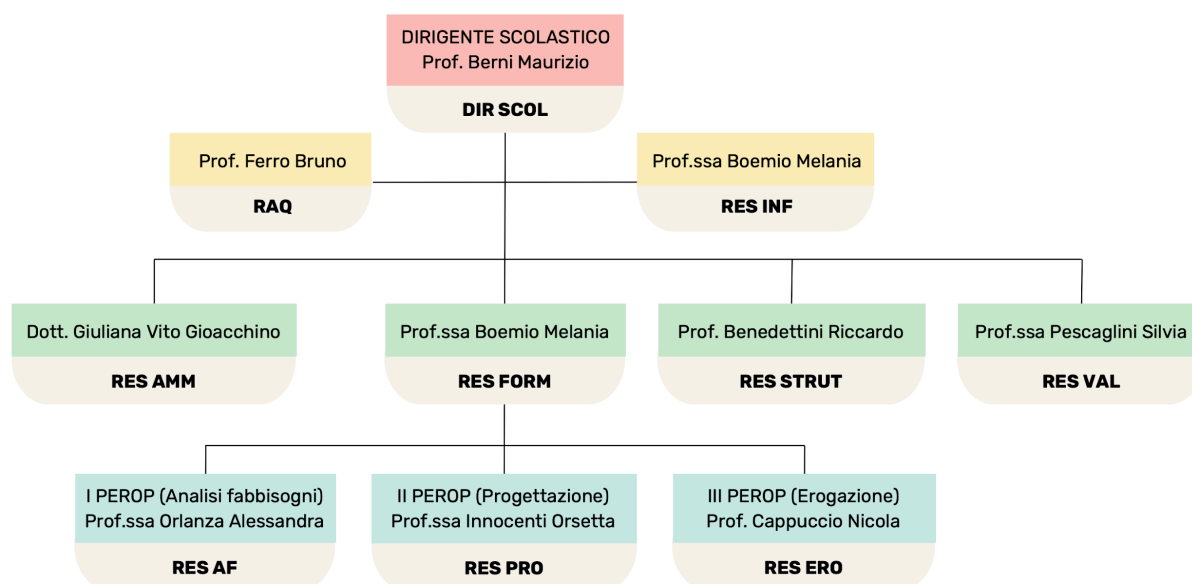 DIRIGENTE SCOLASTICO
Prof. Berni Maurizio
DIR SCOL
Prof. Ferro Bruno
RAQ
Prof.ssa Boemio Melania
RES INF
Dott. Giuliana Vito Gioacchino
RES AMM
Prof.ssa Boemio Melania
RES FORM
Prof. Benedettini Riccardo
RES STRUT
Prof.ssa Pescaglini Silvia
RES VAL
I PEROP (Analisi fabbisogni)
Prof.ssa Orlanza Alessandra
RES AF
II PEROP (Progettazione)
Prof.ssa Innocenti Orsetta
RES PRO
III PEROP (Erogazione)
Prof. Cappuccio Nicola
RES ERO